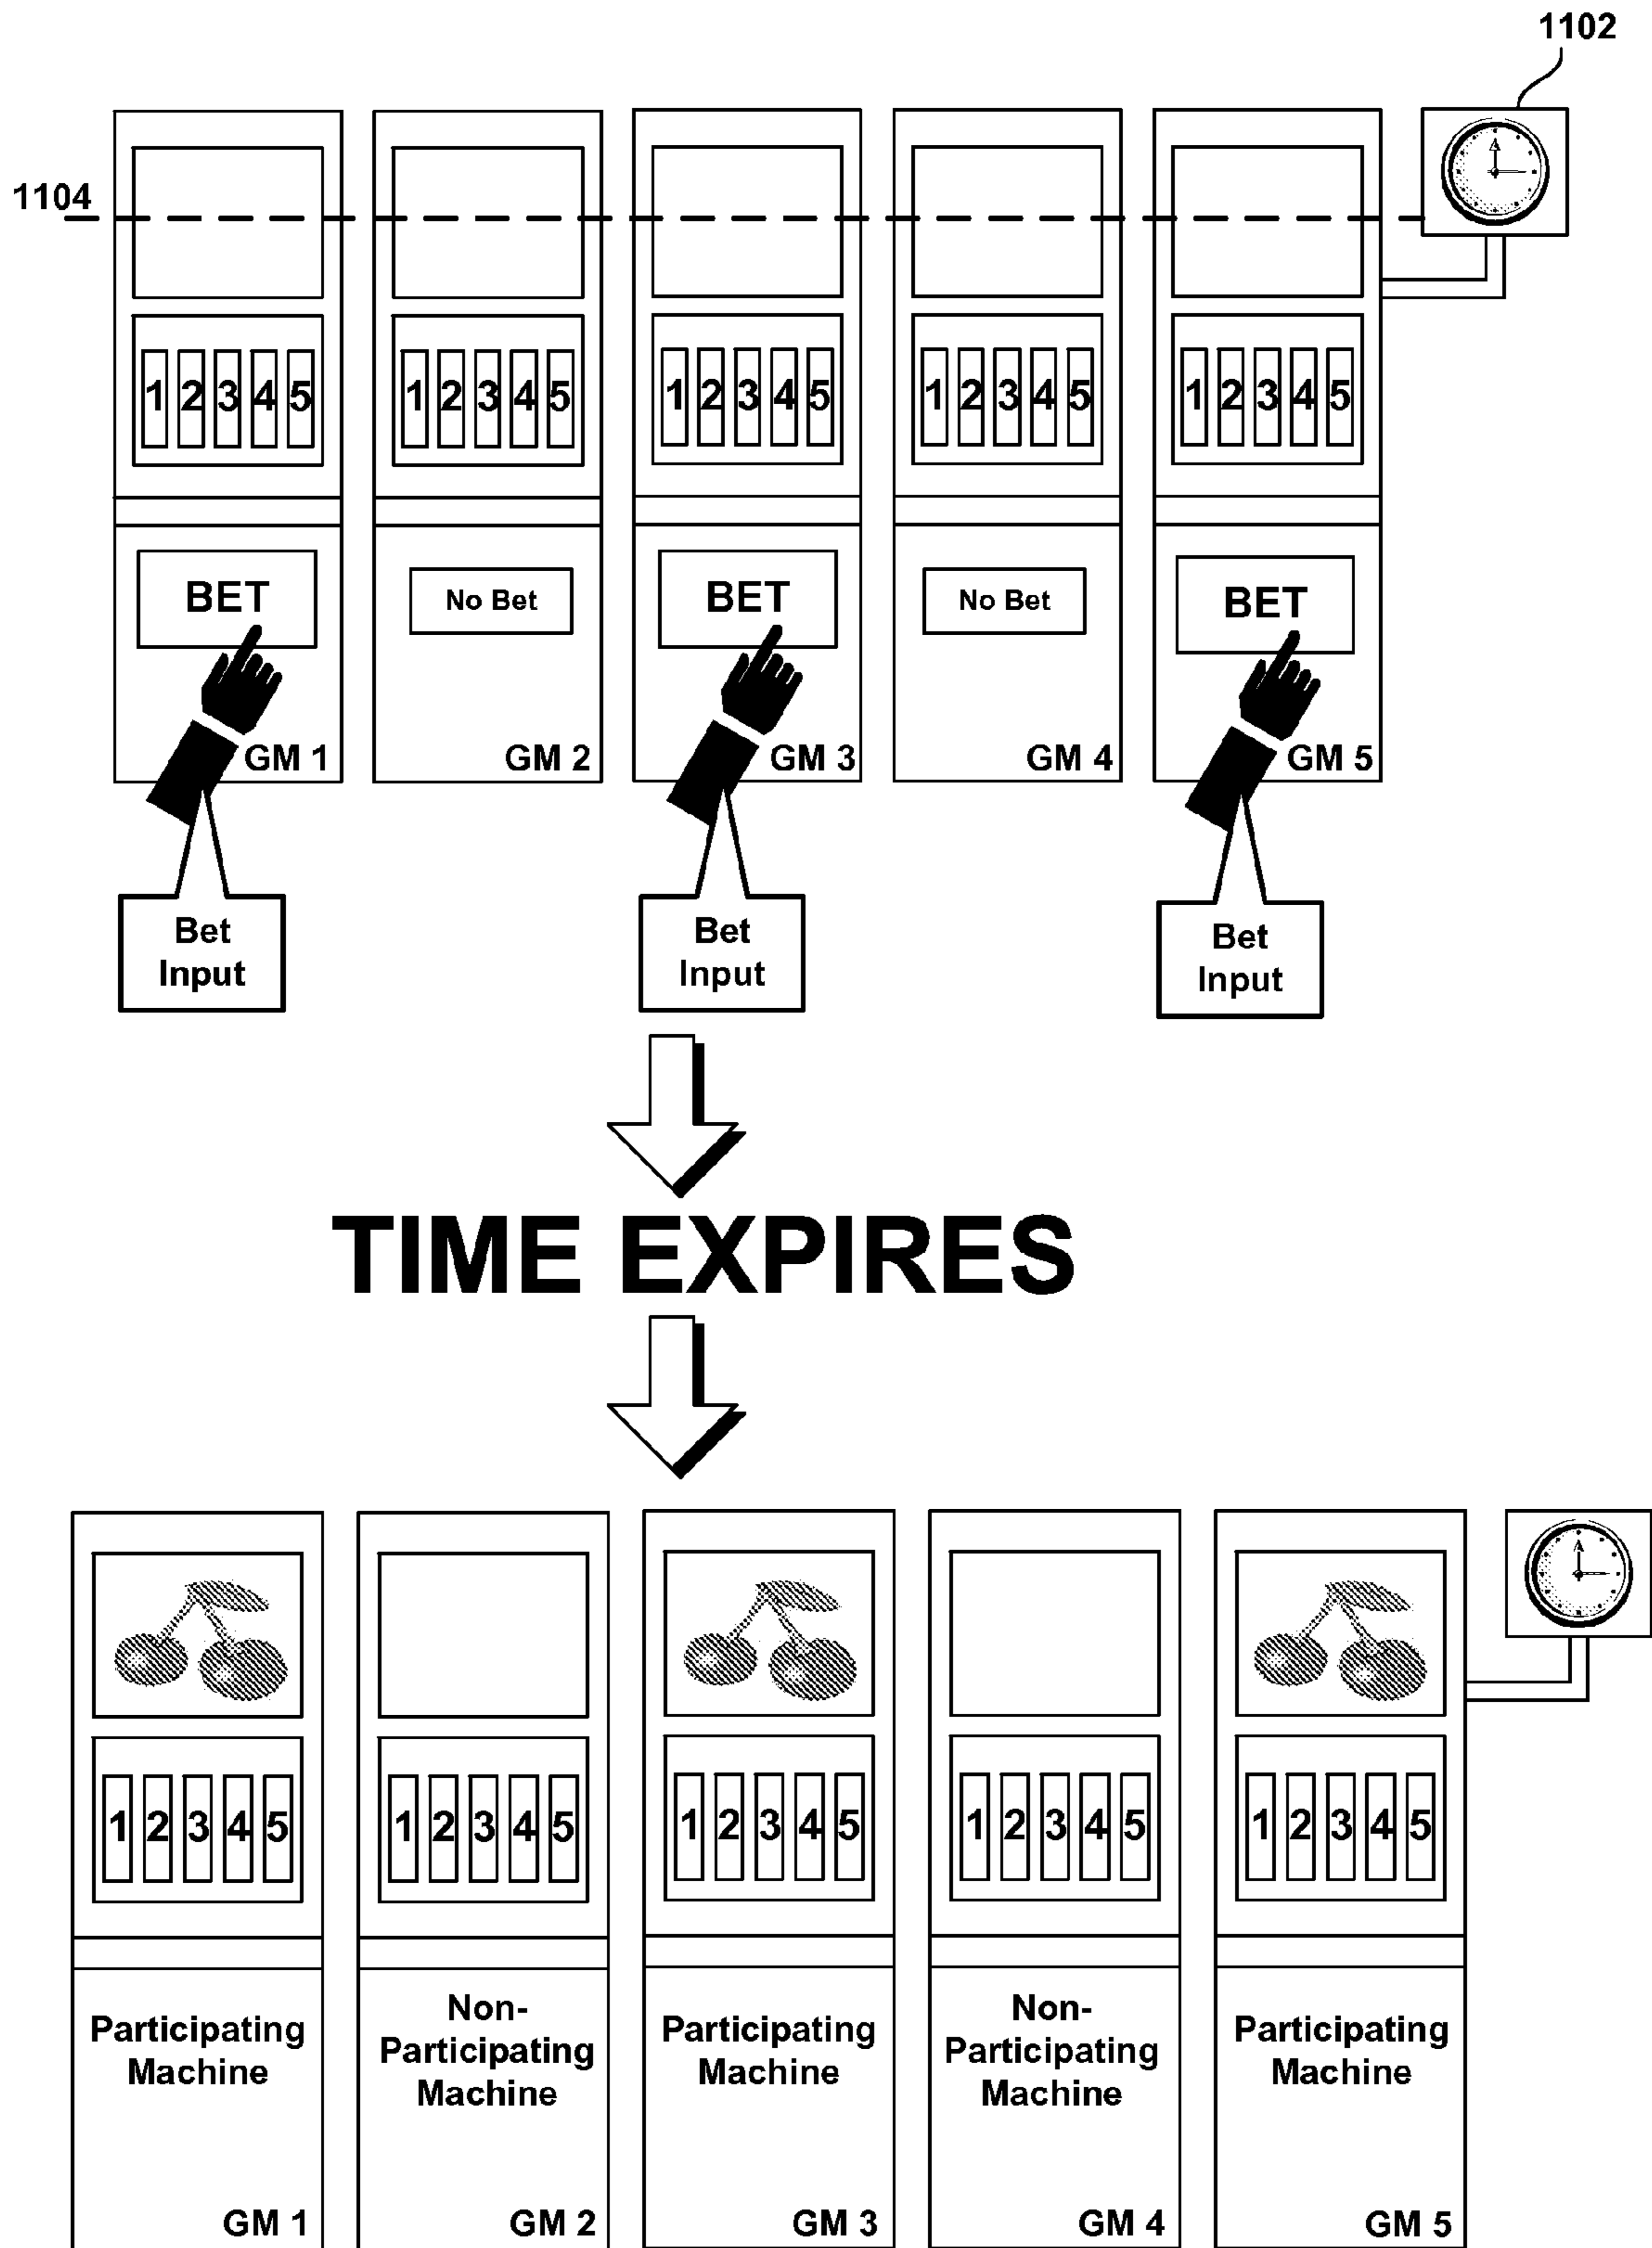 1102
1104
1 2 3 4 5
1 2 3 4 5
1 2 3 4 5
1 2 3 4 5
1 2 3 4 5
BET
No Bet
BET
No Bet
BET
GM 1
GM 2
GM 3
GM 4
GM 5
Bet
Input
Bet
Input
Bet
Input
TIME EXPIRES
1 2 3 4 5
1 2 3 4 5
1 2 3 4 5
1 2 3 4 5
1 2 3 4 5
Participating
Machine
Non-
Participating
Machine
Participating
Machine
Non-
Participating
Machine
Participating
Machine
GM 1
GM 2
GM 3
GM 4
GM 5